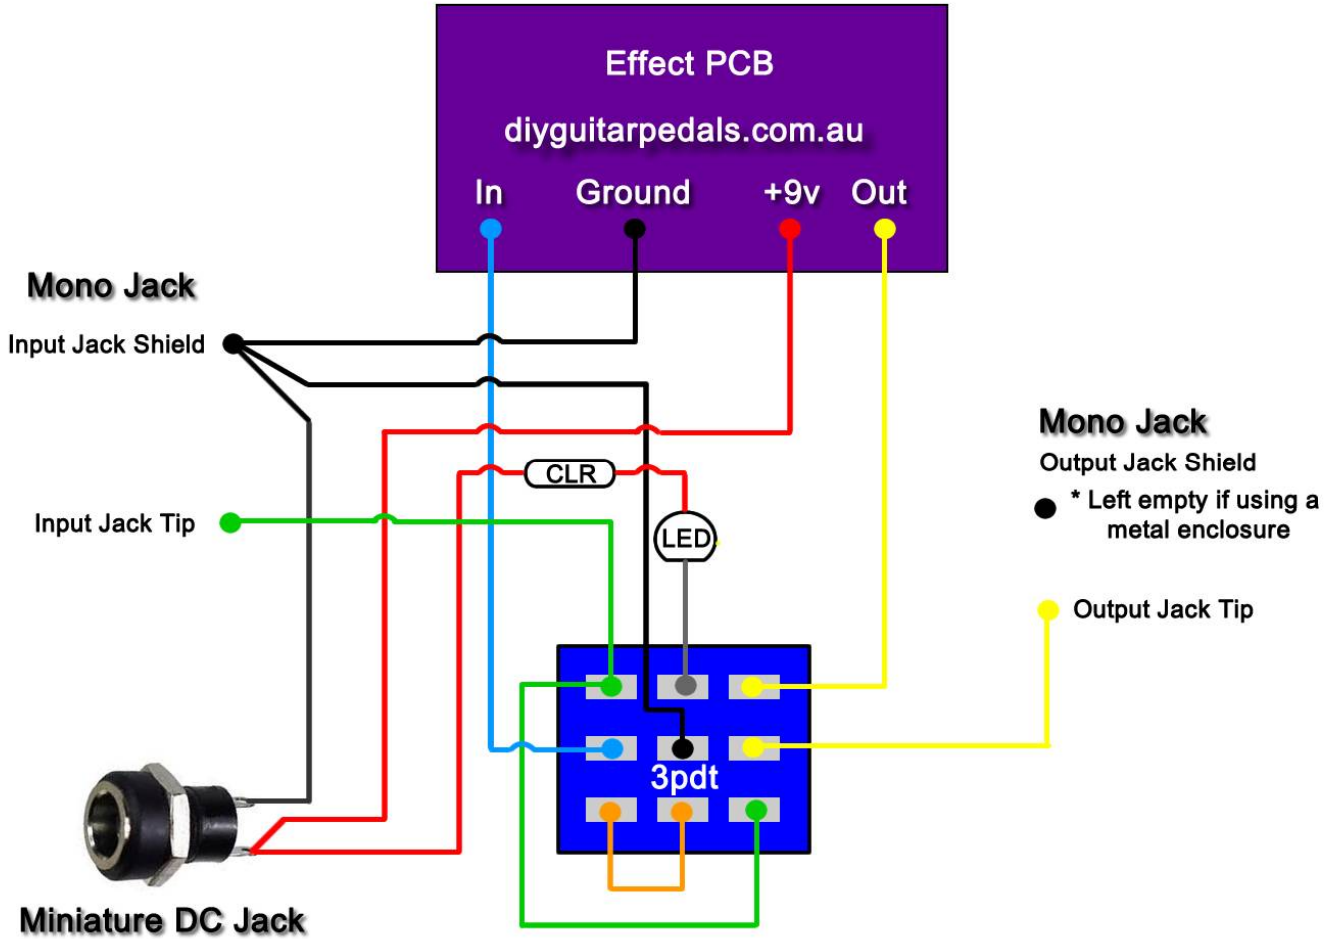 Effect PCB
diyguitarpedals.com.au
In Ground +9v Out
Mono Jack
Input Jack Shield
Mono Jack
Output Jack Shield
* Left empty if using a
metal enclosure
CLR
Input Jack Tip
LED
Output Jack Tip
3pdt
Miniature DC Jack